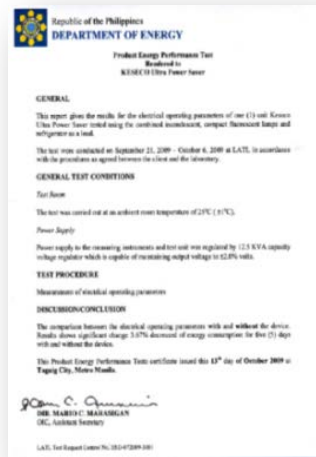 Republic of the Philippines
DEPARTMENT OF ENERGY
Product Energy Performance Test
Rendered to
KESECO Ultra Power Saver
GENERAL
This report gives the results for the electrical operating parameters of one (1) unit Keseco
Ultra Power Saver tested using the combined incandescent, compact fluorescent lamps and
refrigerator as a load.
The test were conducted on September 21, 2009 - October 6, 2009 at LATL in accordance
with the procedures as agreed between the client and the laboratory.
GENERAL TEST CONDITIONS
Test Room
The test was carried out at an ambient room temperature of 25°C (±1°C).
Power Supply
Power supply to the measuring instruments and test unit was regulated by 12.5 KVA capacity
voltage regulator which is capable of maintaining output voltage to ±2.8% volts.
TEST PROCEDURE
Measurement of electrical operating parameters
DISCUSSION/CONCLUSION
The comparison between the electrical operating parameters with and without the device.
Results shows significant change 5.67% decreased of energy consumption for five (5) days
with and without the device.
This Product Energy Performance Tests certificate issued this 13th day of October 2009 at
Taguig City, Metro Manila.
DIR. MARIO C. MARASIGAN
OIC, Assistant Secretary
LATL Test Request Control No.